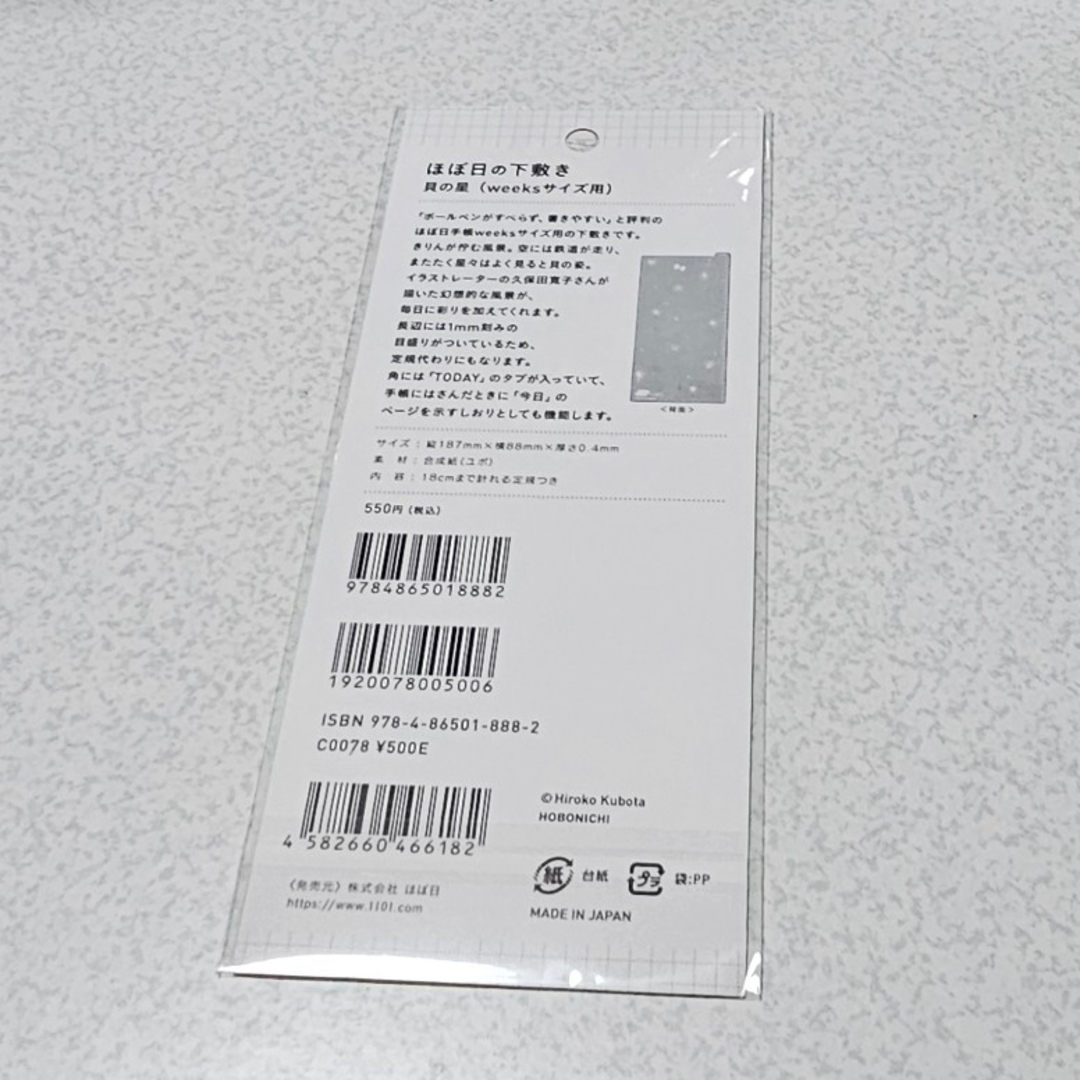 ほぼ日の下敷き
貝の星（weeksサイズ用）
「ボールペンがすべらず、書きやすい」と評判の
ほぼ日手帳weeksサイズ用の下敷きです。
きりんが佇む風景。空には鉄道が走り、
またたく星々はよく見ると貝の姿。
イラストレーターの久保田寛子さんが
描いた幻想的な風景が、
毎日に彩りを加えてくれます。
長辺には1mm刻みの
目盛りがついているため、
定規代わりにもなります。
角には「TODAY」のタブが入っていて、
手帳にはさんだときに「今日」の
ページを示すしおりとしても機能します。
＜背面＞
サイズ：縦187mm×横88mm×厚さ0.4mm
素　材：合成紙(ユポ)
内　容：18cmまで計れる定規つき
550円（税込）
9784865018882
1920078005006
ISBN 978-4-86501-888-2
C0078 ¥500E
4 582660 466182
©Hiroko Kubota
HOBONICHI
紙 台紙 プラ 袋:PP
〈発売元〉株式会社 ほぼ日
https://www.1101.com
MADE IN JAPAN